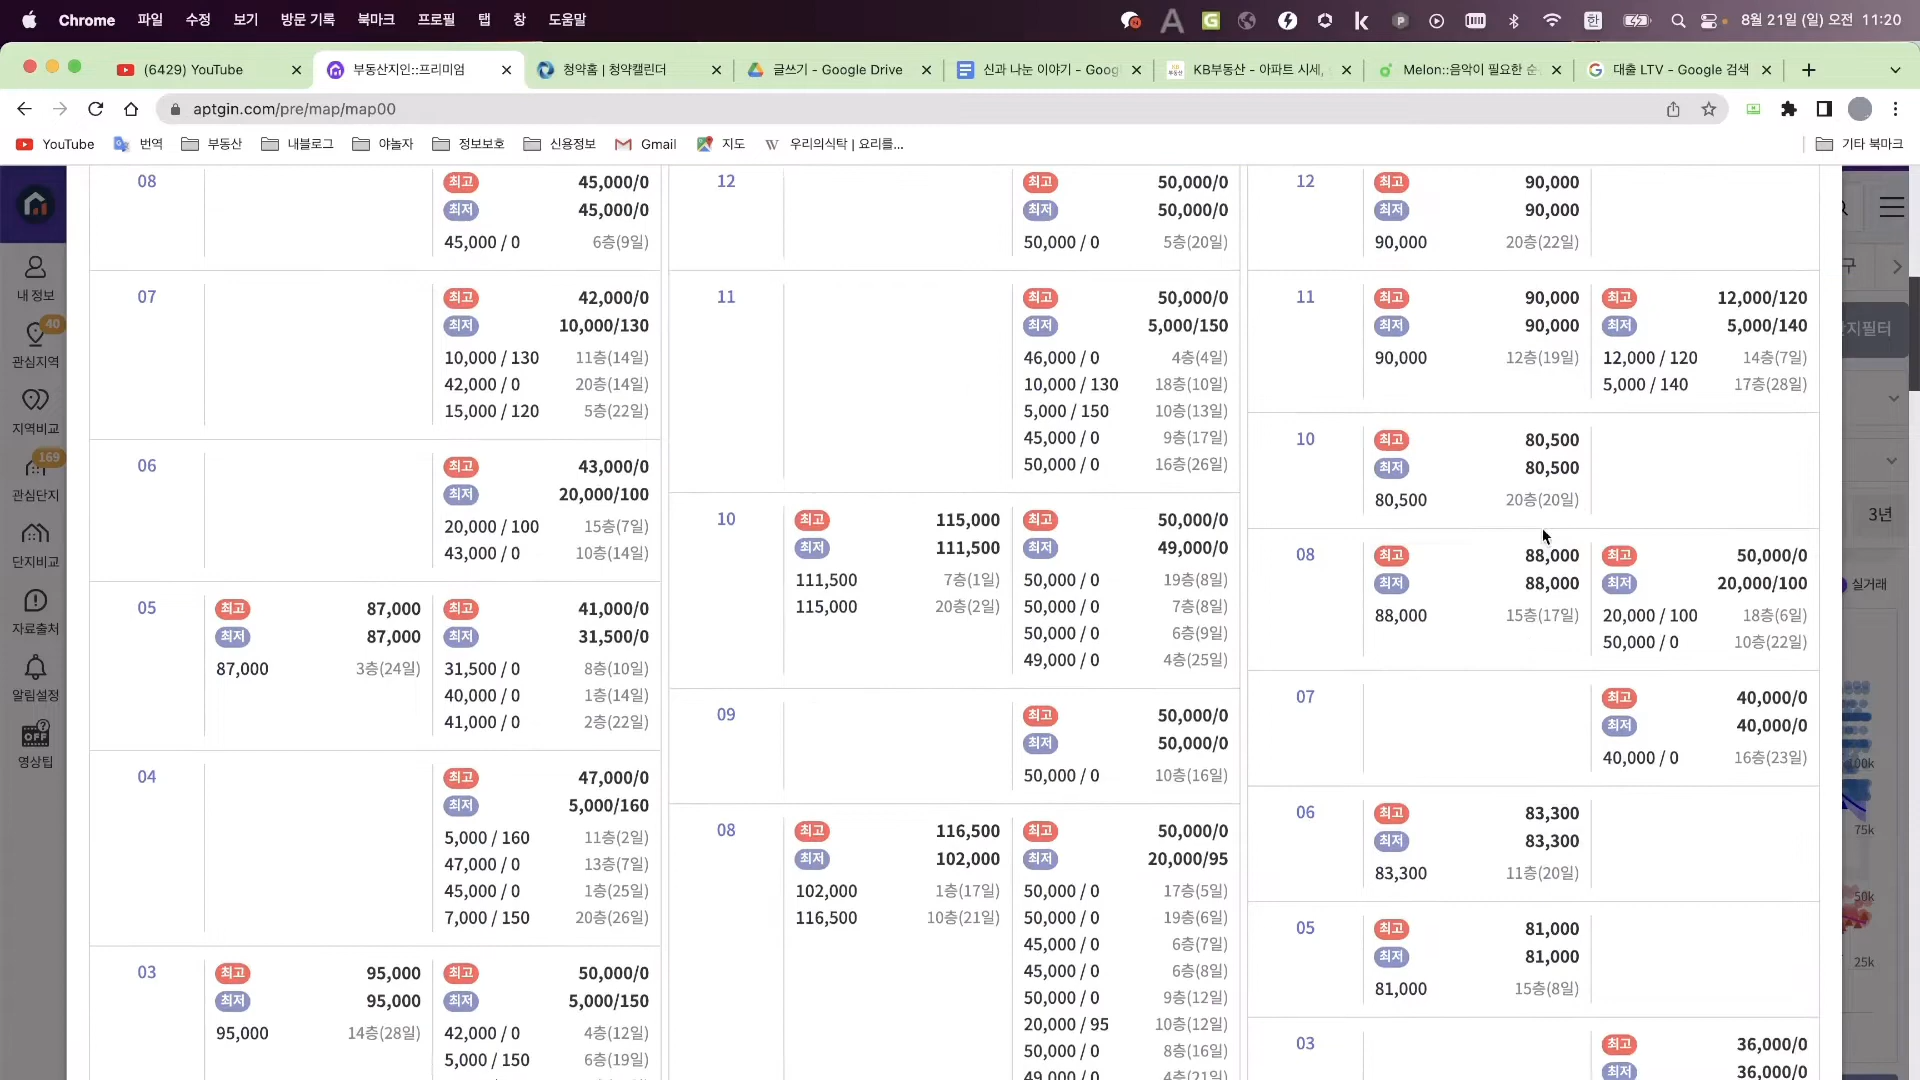 Chrome 파일 수정 보기 방문 기록 북마크 프로필 탭 창 도움말 8월 21일 (일) 오전 11:20
(6429) YouTube 부동산지인::프리미엄 청약홈 | 청약캘린더 글쓰기 - Google Drive 신과 나눈 이야기 - Goog KB부동산 - 아파트 시세, Melon::음악이 필요한 순 대출 LTV - Google 검색
aptgin.com/pre/map/map00
YouTube 번역 부동산 내블로그 야놀자 정보보호 신용정보 Gmail 지도 우리의식탁 | 요리를... 기타 북마크
내 정보
40
관심지역
지역비교
169
관심단지
단지비교
자료출처
알림설정
OFF
영상팁
08
최고 45,000/0
최저 45,000/0
45,000 / 0 6층(9일)
07
최고 42,000/0
최저 10,000/130
10,000 / 130 11층(14일)
42,000 / 0 20층(14일)
15,000 / 120 5층(22일)
06
최고 43,000/0
최저 20,000/100
20,000 / 100 15층(7일)
43,000 / 0 10층(14일)
05
최고 87,000
최저 87,000
87,000 3층(24일)
최고 41,000/0
최저 31,500/0
31,500 / 0 8층(10일)
40,000 / 0 1층(14일)
41,000 / 0 2층(22일)
04
최고 47,000/0
최저 5,000/160
5,000 / 160 11층(2일)
47,000 / 0 13층(7일)
45,000 / 0 1층(25일)
7,000 / 150 20층(26일)
03
최고 95,000
최저 95,000
95,000 14층(28일)
최고 50,000/0
최저 5,000/150
42,000 / 0 4층(12일)
5,000 / 150 6층(19일)
12
최고 50,000/0
최저 50,000/0
50,000 / 0 5층(20일)
11
최고 50,000/0
최저 5,000/150
46,000 / 0 4층(4일)
10,000 / 130 18층(10일)
5,000 / 150 10층(13일)
45,000 / 0 9층(17일)
50,000 / 0 16층(26일)
10
최고 115,000
최저 111,500
111,500 7층(1일)
115,000 20층(2일)
최고 50,000/0
최저 49,000/0
50,000 / 0 19층(8일)
50,000 / 0 7층(8일)
50,000 / 0 6층(9일)
49,000 / 0 4층(25일)
09
최고 50,000/0
최저 50,000/0
50,000 / 0 10층(16일)
08
최고 116,500
최저 102,000
102,000 1층(17일)
116,500 10층(21일)
최고 50,000/0
최저 20,000/95
50,000 / 0 17층(5일)
50,000 / 0 19층(6일)
45,000 / 0 6층(7일)
45,000 / 0 6층(8일)
50,000 / 0 9층(12일)
20,000 / 95 10층(12일)
50,000 / 0 8층(16일)
49,000 / 0 4층(21일)
12
최고 90,000
최저 90,000
90,000 20층(22일)
11
최고 90,000
최저 90,000
90,000 12층(19일)
최고 12,000/120
최저 5,000/140
12,000 / 120 14층(7일)
5,000 / 140 17층(28일)
10
최고 80,500
최저 80,500
80,500 20층(20일)
08
최고 88,000
최저 88,000
88,000 15층(17일)
최고 50,000/0
최저 20,000/100
20,000 / 100 18층(6일)
50,000 / 0 10층(22일)
07
최고 40,000/0
최저 40,000/0
40,000 / 0 16층(23일)
06
최고 83,300
최저 83,300
83,300 11층(20일)
05
최고 81,000
최저 81,000
81,000 15층(8일)
03
최고 36,000/0
최저 36,000/0
구
단지필터
3년
실거래
100k
75k
50k
25k